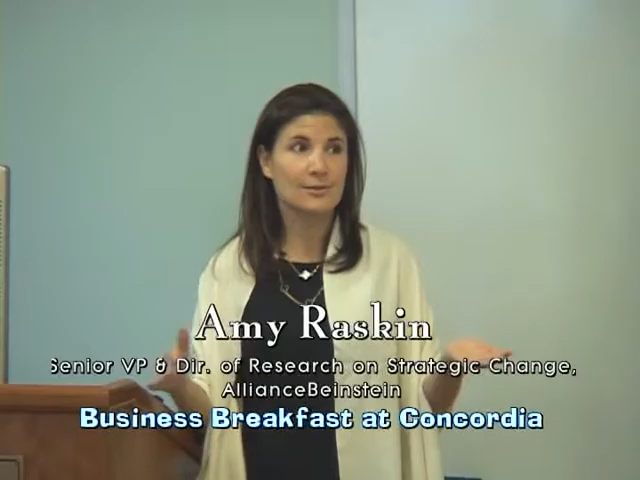 Amy Raskin
Senior VP & Dir. of Research on Strategic Change,
AllianceBeinstein
Business Breakfast at Concordia